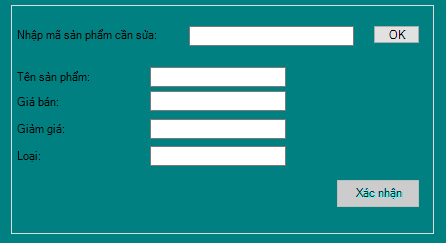 Nhập mã sản phẩm cần sửa: OK
Tên sản phẩm:
Giá bán:
Giảm giá:
Loại:
Xác nhận